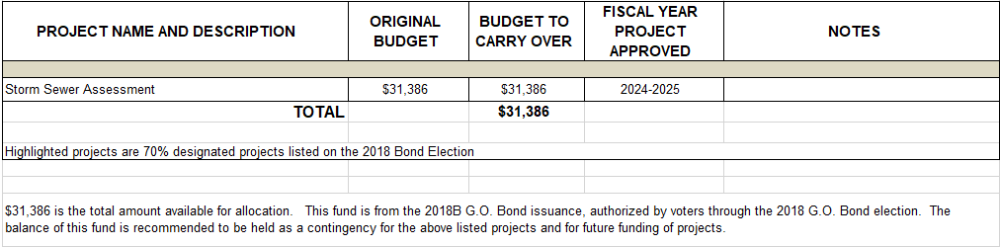 PROJECT NAME AND DESCRIPTION ORIGINAL BUDGET BUDGET TO CARRY OVER FISCAL YEAR PROJECT APPROVED NOTES
Storm Sewer Assessment $31,386 $31,386 2024-2025
TOTAL $31,386
Highlighted projects are 70% designated projects listed on the 2018 Bond Election
$31,386 is the total amount available for allocation.   This fund is from the 2018B G.O. Bond issuance, authorized by voters through the 2018 G.O. Bond election.  The
balance of this fund is recommended to be held as a contingency for the above listed projects and for future funding of projects.